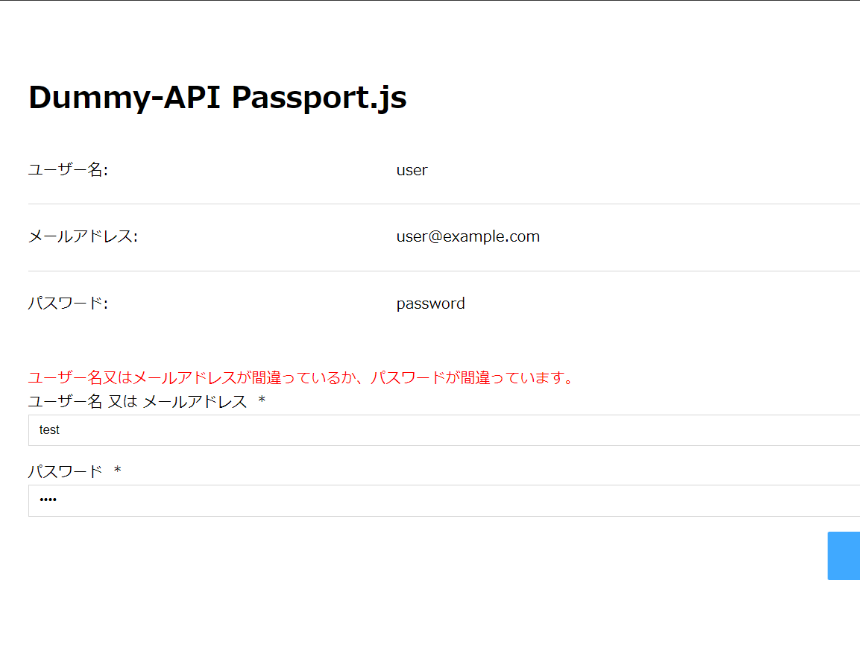 Dummy-API Passport.js
ユーザー名: user
メールアドレス: user@example.com
パスワード: password
ユーザー名又はメールアドレスが間違っているか、パスワードが間違っています。
ユーザー名 又は メールアドレス *
test
パスワード *
••••